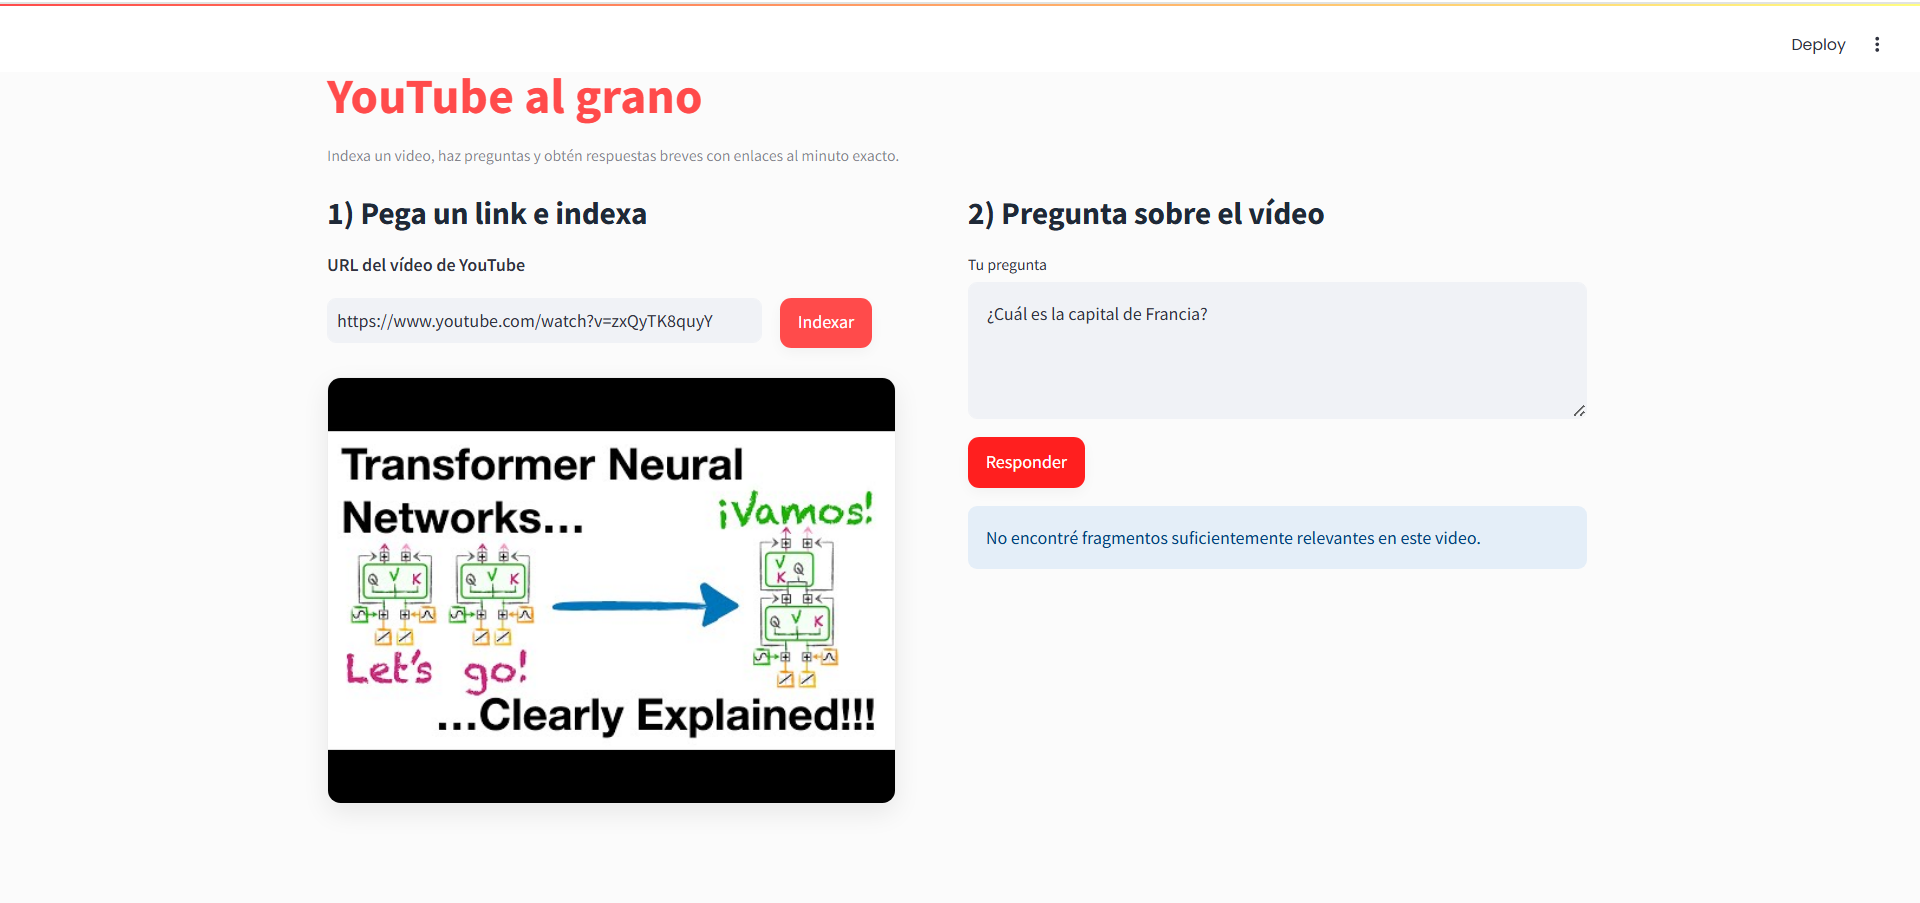 Deploy
YouTube al grano
Indexa un video, haz preguntas y obtén respuestas breves con enlaces al minuto exacto.
1) Pega un link e indexa
URL del vídeo de YouTube
https://www.youtube.com/watch?v=zxQyTK8quyY
Indexar
Transformer Neural
Networks...
¡Vamos!
Q V K
Q V K
V Q
K
Q V K
Let's go!
...Clearly Explained!!!
2) Pregunta sobre el vídeo
Tu pregunta
¿Cuál es la capital de Francia?
Responder
No encontré fragmentos suficientemente relevantes en este video.